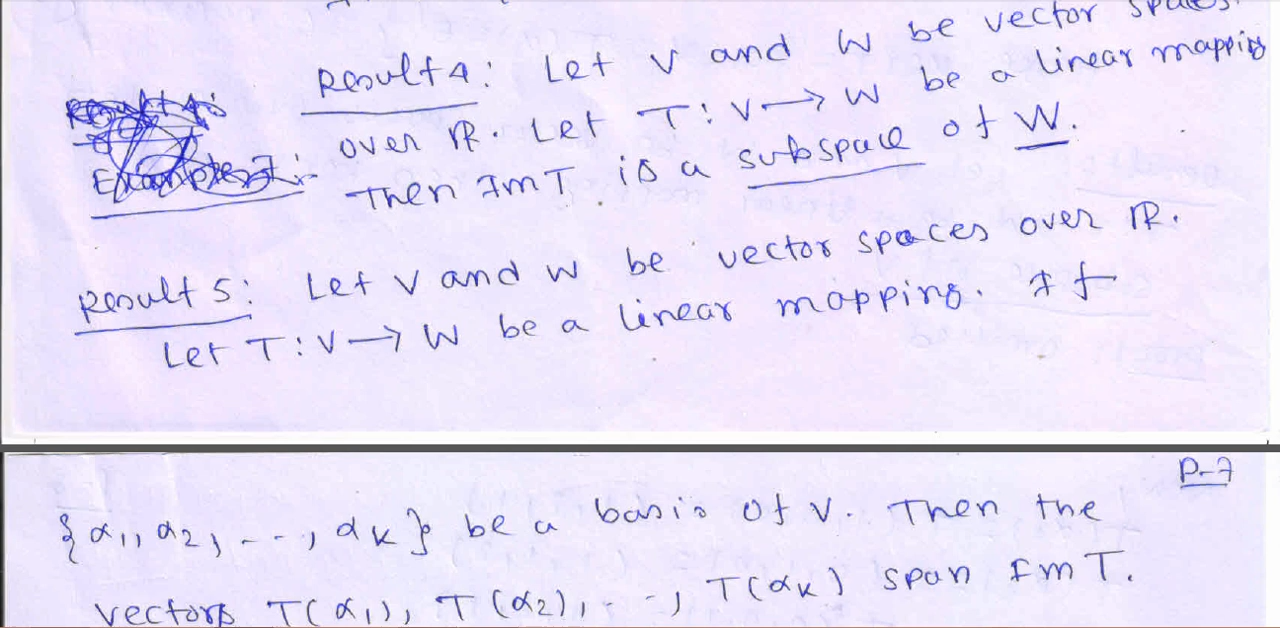 Result 4: Let V and W be vector spaces
over ℝ. Let T : V → W be a linear mapping
Then Im T is a subspace of W.
Result 5: Let V and W be vector spaces over ℝ.
Let T : V → W be a linear mapping. If
P-7
{α₁, α₂, ---, αₖ} be a basis of V. Then the
vectors T(α₁), T(α₂), - -, T(αₖ) span Im T.